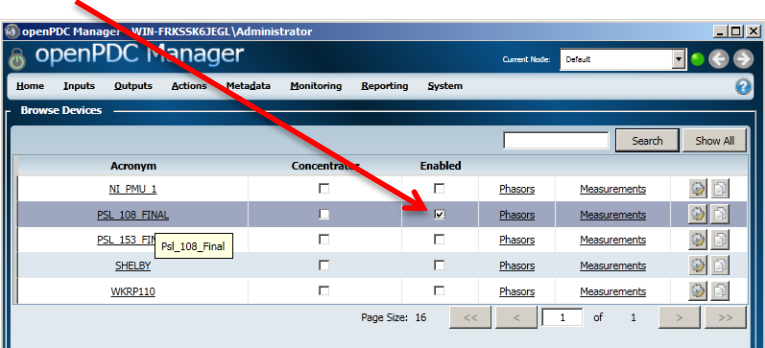 openPDC Manager - WIN-FRKS5K6JEGL\Administrator
openPDC Manager
Current Node: Default
Home Inputs Outputs Actions Metadata Monitoring Reporting System
Browse Devices
Search Show All
Acronym Concentrator Enabled
NI_PMU_1 Phasors Measurements
PSL_108_FINAL Phasors Measurements
PSL_153_FIN Phasors Measurements
Psl_108_Final
SHELBY Phasors Measurements
WKRP110 Phasors Measurements
Page Size: 16 << < 1 of 1 > >>